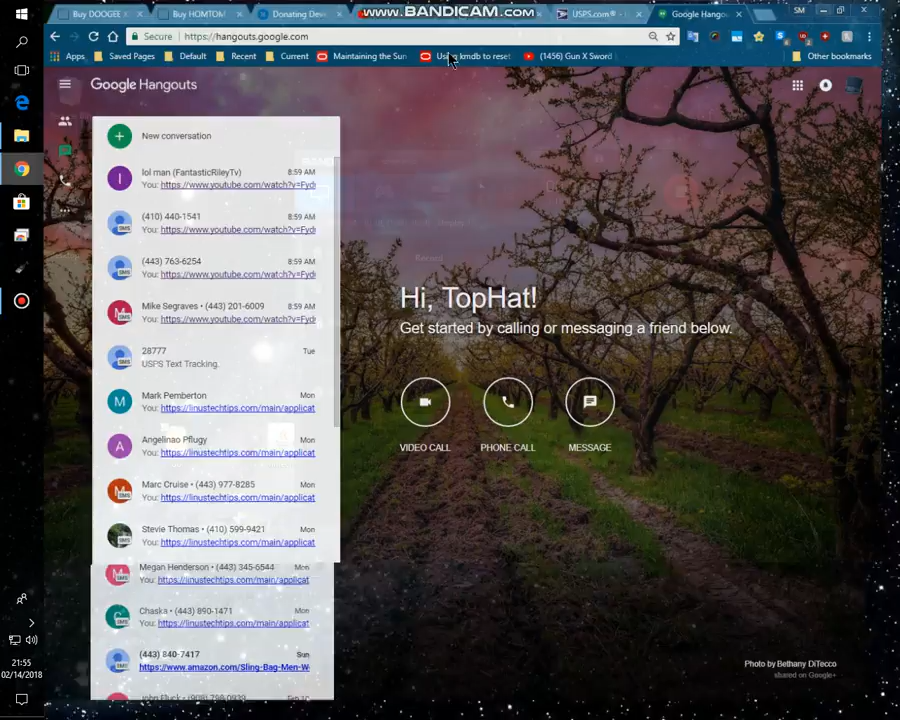 Buy DOOGEE
Buy HOMTOM
Donating Dev
www.BANDICAM.com
USPS.com®
Google Hango
SM
Secure
https://hangouts.google.com
Apps
Saved Pages
Default
Recent
Current
Maintaining the Sun
kmdb to reset
(1456) Gun X Sword
Other bookmarks
Google Hangouts
New conversation
lol man (FantasticRileyTv) 8:59 AM
You: https://www.youtube.com/watch?v=Fyd
(410) 440-1541 8:59 AM
You: https://www.youtube.com/watch?v=Fyd
(443) 763-6254 8:59 AM
You: https://www.youtube.com/watch?v=Fyd
Mike Segraves • (443) 201-6009 8:59 AM
You: https://www.youtube.com/watch?v=Fyd
28777 Tue
USPS Text Tracking.
Mark Pemberton Mon
You: https://linustechtips.com/main/applicat
Angelinao Pflugy Mon
You: https://linustechtips.com/main/applicat
Marc Cruise • (443) 977-8285 Mon
You: https://linustechtips.com/main/applicat
Stevie Thomas • (410) 599-9421 Mon
You: https://linustechtips.com/main/applicat
Megan Henderson • (443) 345-6544 Mon
You: https://linustechtips.com/main/applicat
Chaska • (443) 890-1471 Mon
You: https://linustechtips.com/main/applicat
(443) 840-7417 Sun
https://www.amazon.com/Sling-Bag-Men-W
Hi, TopHat!
Get started by calling or messaging a friend below.
VIDEO CALL
PHONE CALL
MESSAGE
Photo by Bethany DiTecco
shared on Google+
21:55
02/14/2018